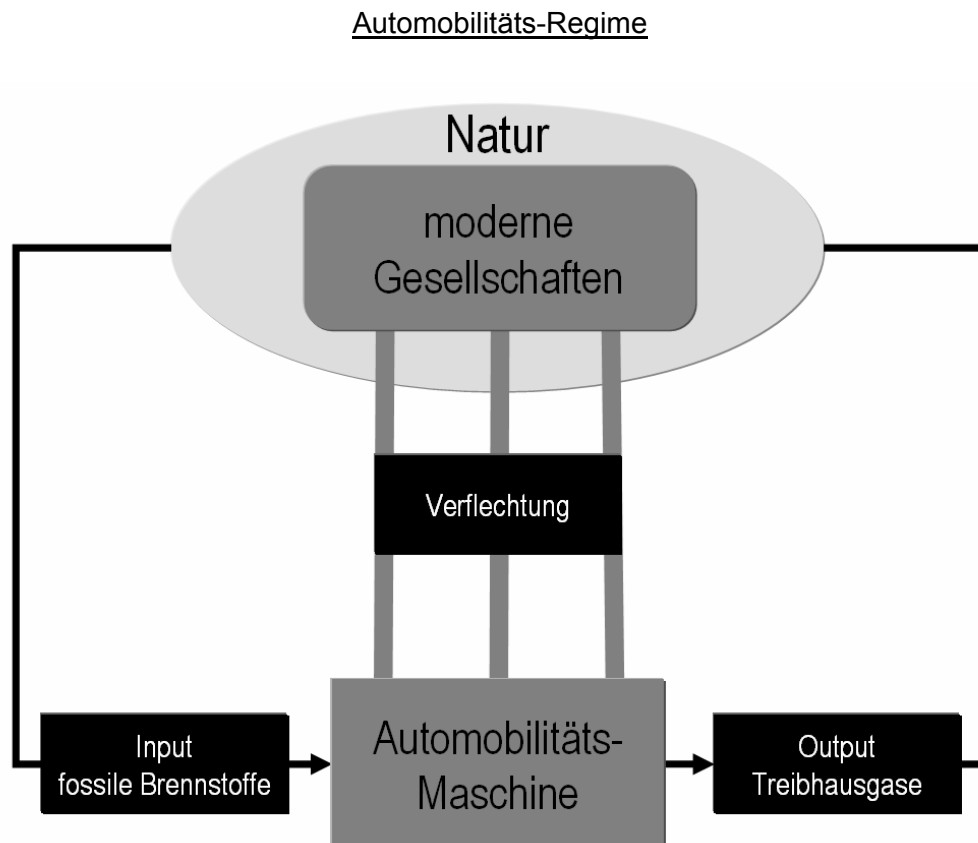 Automobilitäts-Regime
Natur
moderne
Gesellschaften
Verflechtung
Input
fossile Brennstoffe
Automobilitäts-
Maschine
Output
Treibhausgase